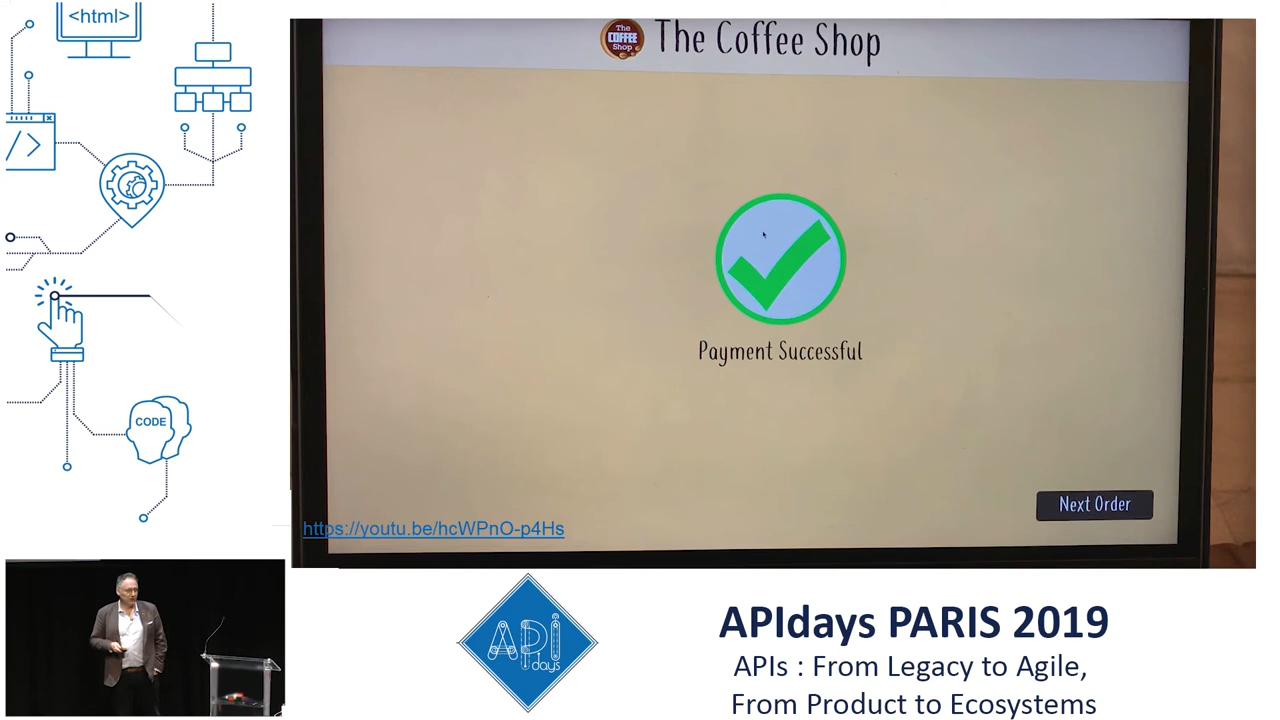 <html>
The
COFFEE
Shop
The Coffee Shop
</>
Payment Successful
CODE
Next Order
https://youtu.be/hcWPnO-p4Hs
API
days
APIdays PARIS 2019
APIs : From Legacy to Agile,
From Product to Ecosystems